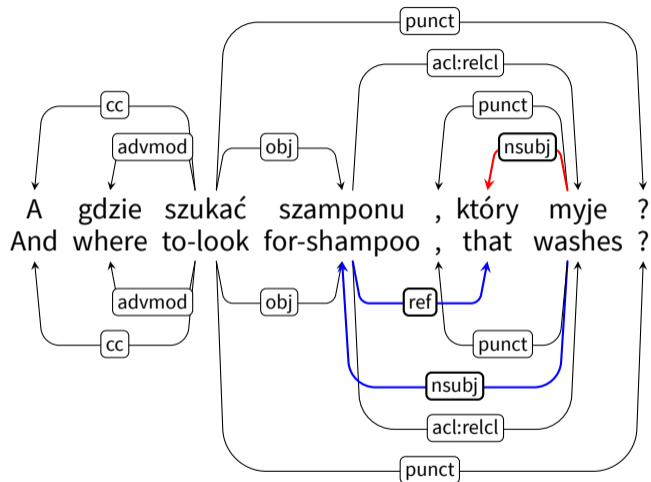 punct
acl:relcl
cc punct
advmod obj nsubj
A gdzie szukać szamponu , który myje ?
And where to-look for-shampoo , that washes ?
advmod obj ref
cc punct
nsubj
acl:relcl
punct